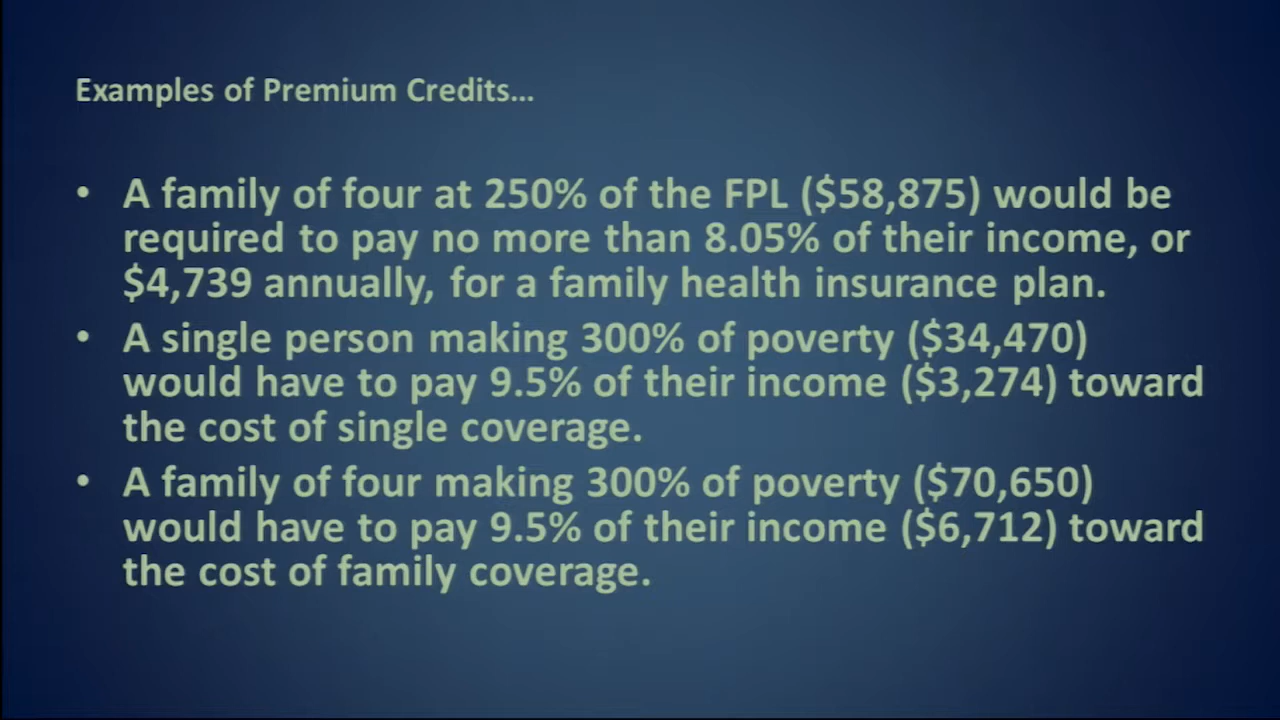 Examples of Premium Credits...
• A family of four at 250% of the FPL ($58,875) would be
required to pay no more than 8.05% of their income, or
$4,739 annually, for a family health insurance plan.
• A single person making 300% of poverty ($34,470)
would have to pay 9.5% of their income ($3,274) toward
the cost of single coverage.
• A family of four making 300% of poverty ($70,650)
would have to pay 9.5% of their income ($6,712) toward
the cost of family coverage.